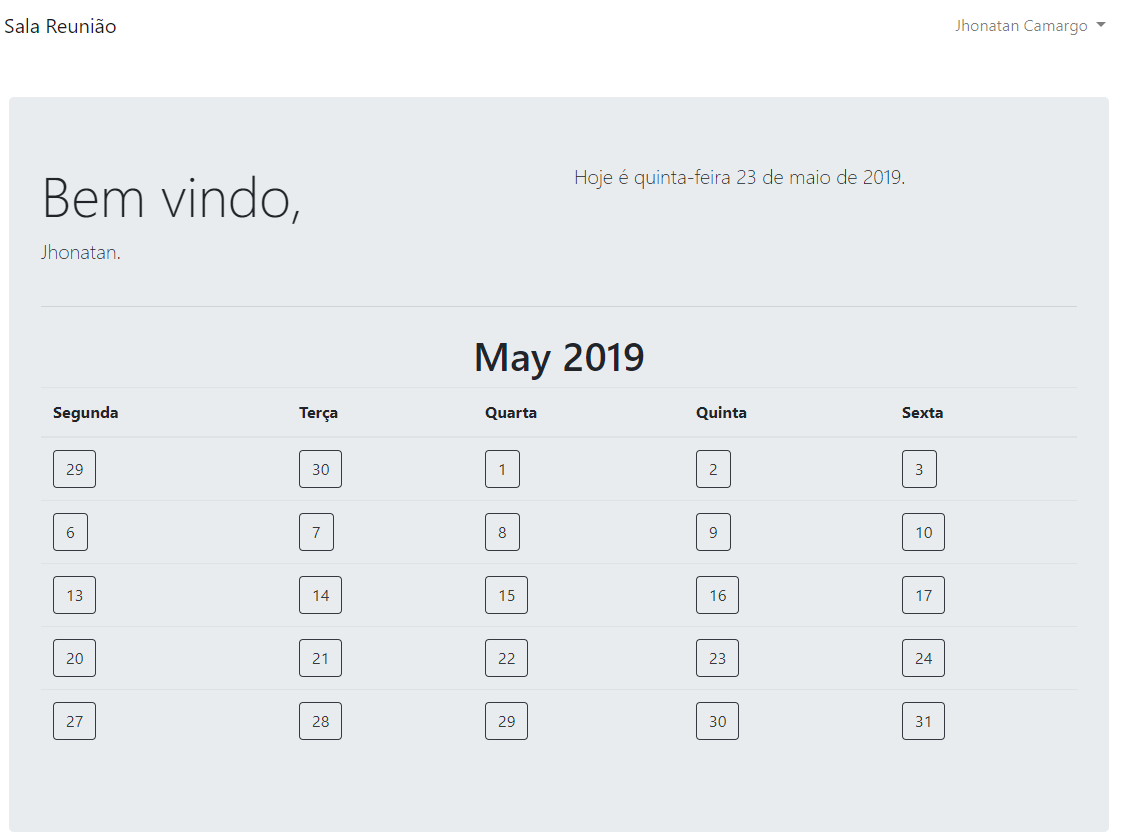 Sala Reunião
Jhonatan Camargo
Bem vindo,
Jhonatan.
Hoje é quinta-feira 23 de maio de 2019.
May 2019
Segunda Terça Quarta Quinta Sexta
29 30 1 2 3
6 7 8 9 10
13 14 15 16 17
20 21 22 23 24
27 28 29 30 31